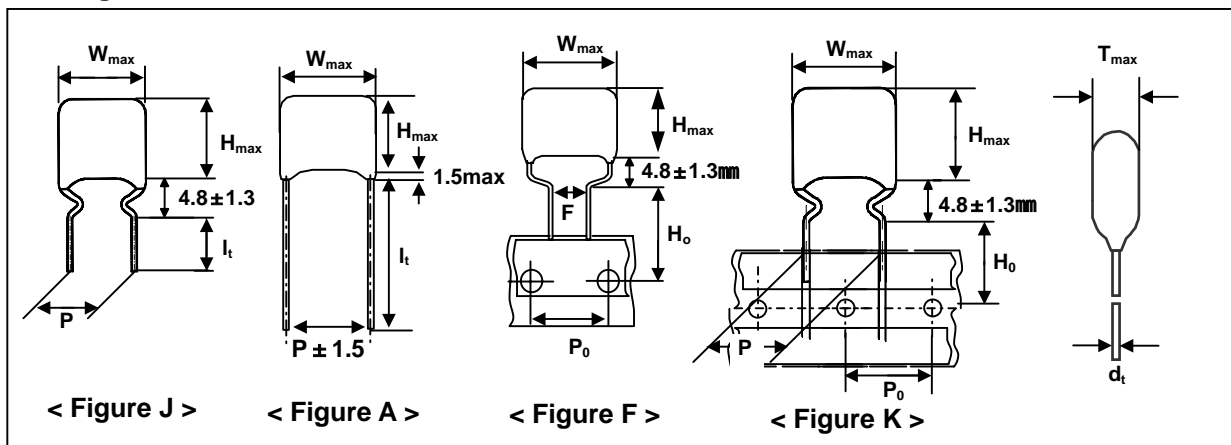 Wmax
Hmax
4.8±1.3
lt
P
< Figure J >
Wmax
Hmax
1.5max
lt
P ± 1.5
< Figure A >
Wmax
Hmax
4.8±1.3㎜
F
Ho
P0
< Figure F >
Wmax
Hmax
4.8±1.3㎜
H0
P
P0
< Figure K >
Tmax
dt